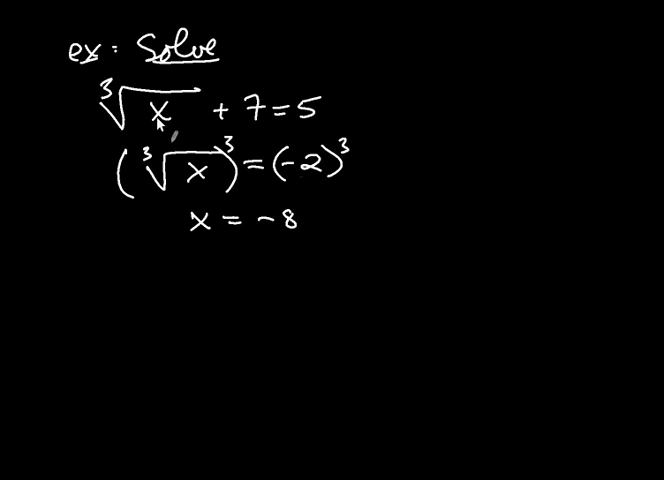 ex: Solve
∛x + 7 = 5
(∛x)³ = (-2)³
x = -8